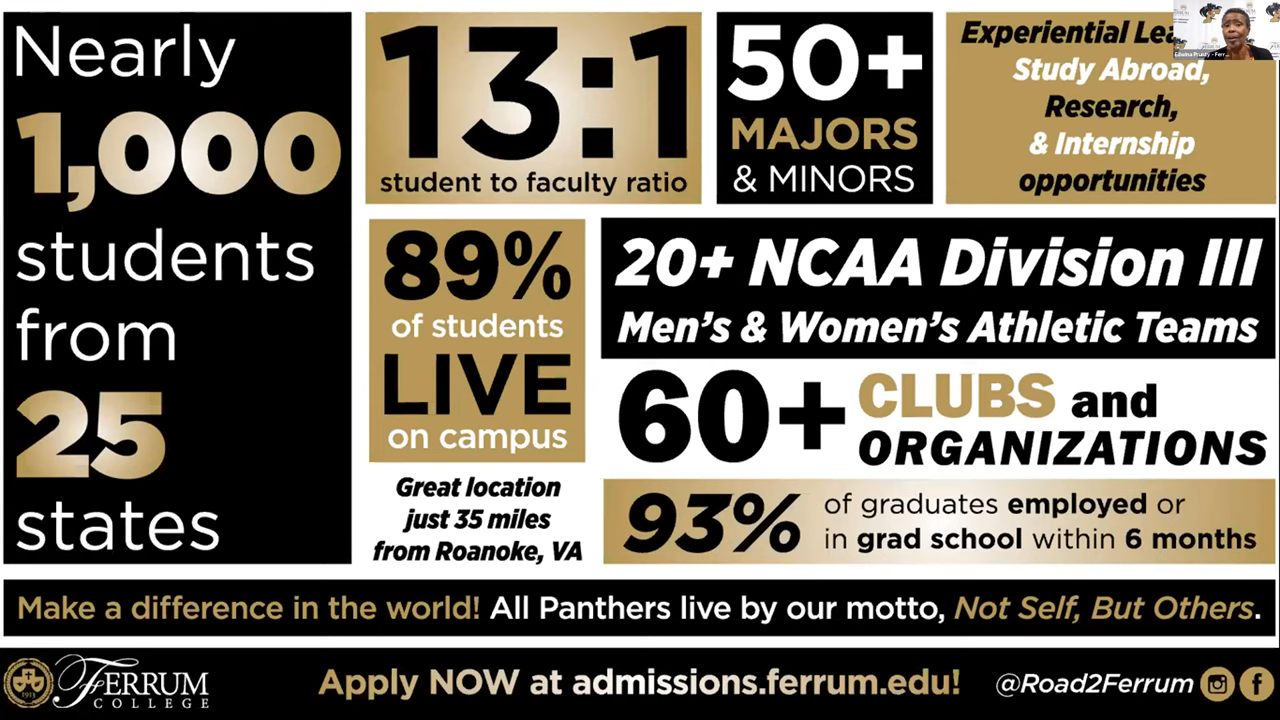 Nearly
1,000
students
from
25
states
13:1
student to faculty ratio
50+
MAJORS
& MINORS
Experiential
Study Abroad,
Research,
& Internship
opportunities
89%
of students
LIVE
on campus
Great location
just 35 miles
from Roanoke, VA
20+ NCAA Division III
Men's & Women's Athletic Teams
60+ CLUBS and
ORGANIZATIONS
93% of graduates employed or
in grad school within 6 months
Make a difference in the world! All Panthers live by our motto, Not Self, But Others.
FERRUM
COLLEGE
1913
Apply NOW at admissions.ferrum.edu!
@Road2Ferrum